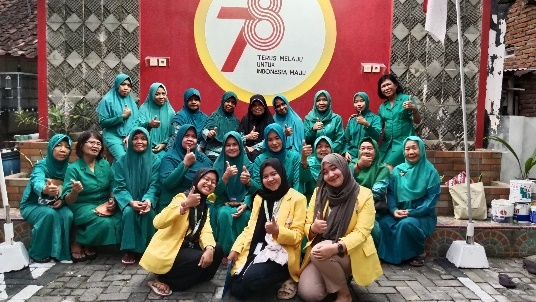 78
TERUS MELAJU
UNTUK
INDONESIA MAJU